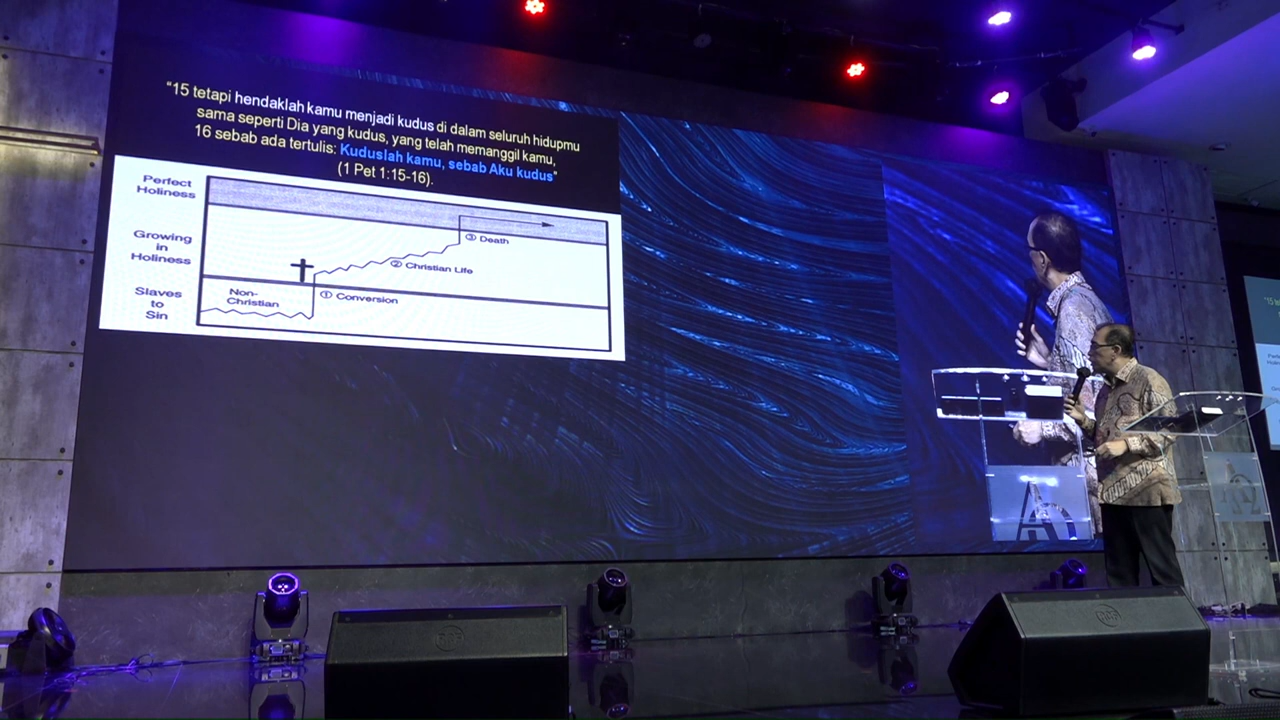 “15 tetapi hendaklah kamu menjadi kudus di dalam seluruh hidupmu
sama seperti Dia yang kudus, yang telah memanggil kamu,
16 sebab ada tertulis: Kuduslah kamu, sebab Aku kudus”
(1 Pet 1:15-16).
Perfect
Holiness
Growing
in
Holiness
Slaves
to
Sin
Non-
Christian
① Conversion
② Christian Life
③ Death